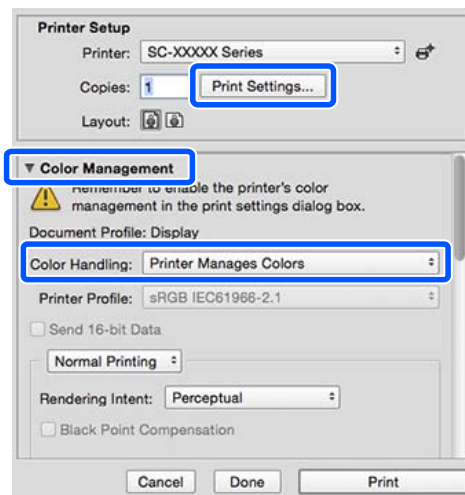 Printer Setup
Printer: SC-XXXXX Series
Copies: 1 Print Settings...
Layout:
▼ Color Management
Remember to enable the printer's color
management in the print settings dialog box.
Document Profile: Display
Color Handling: Printer Manages Colors
Printer Profile: sRGB IEC61966-2.1
Send 16-bit Data
Normal Printing
Rendering Intent: Perceptual
Black Point Compensation
Cancel Done Print